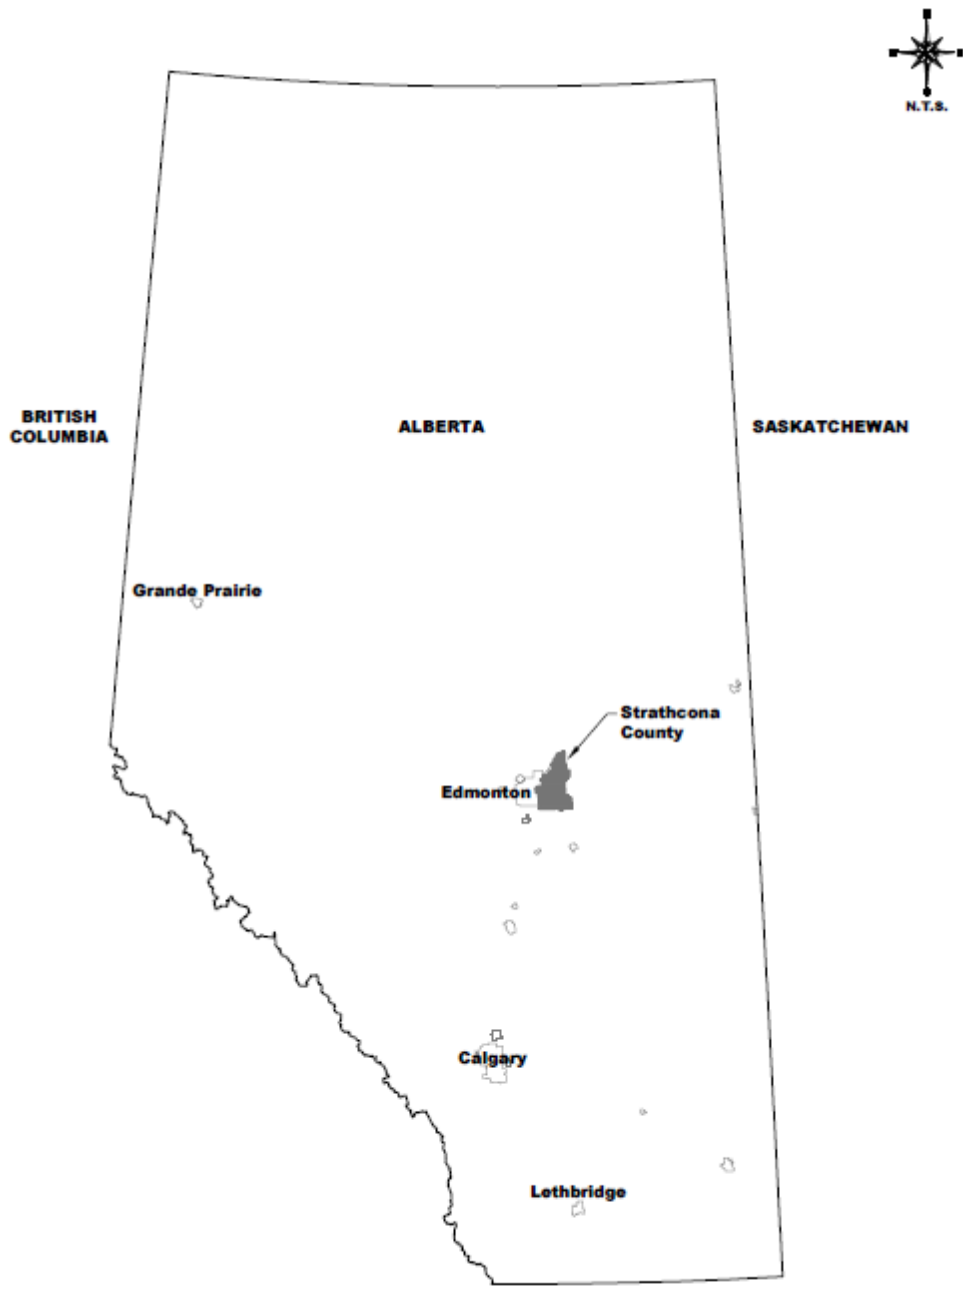 N.T.S.
BRITISH
COLUMBIA
ALBERTA
SASKATCHEWAN
Grande Prairie
Strathcona
County
Edmonton
Calgary
Lethbridge